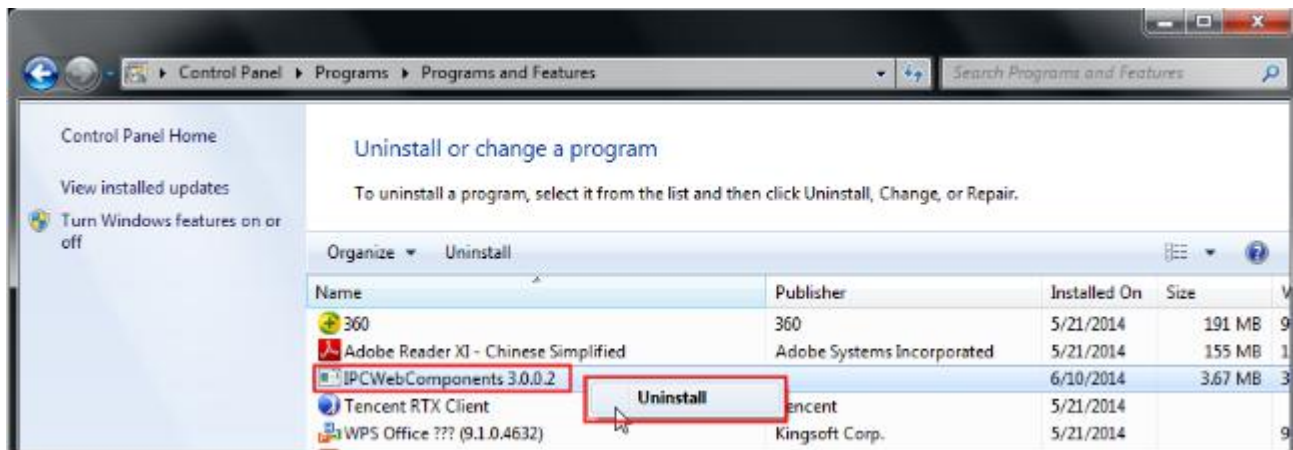 Control Panel ▸ Programs ▸ Programs and Features
Search Programs and Features
Control Panel Home
View installed updates
Turn Windows features on or
off
Uninstall or change a program
To uninstall a program, select it from the list and then click Uninstall, Change, or Repair.
Organize Uninstall
Name Publisher Installed On Size
360 360 5/21/2014 191 MB 9
Adobe Reader XI - Chinese Simplified Adobe Systems Incorporated 5/21/2014 155 MB 1
IPCWebComponents 3.0.0.2 6/10/2014 3.67 MB 3
Uninstall
Tencent RTX Client encent 5/21/2014
WPS Office ??? (9.1.0.4632) Kingsoft Corp. 5/21/2014 9